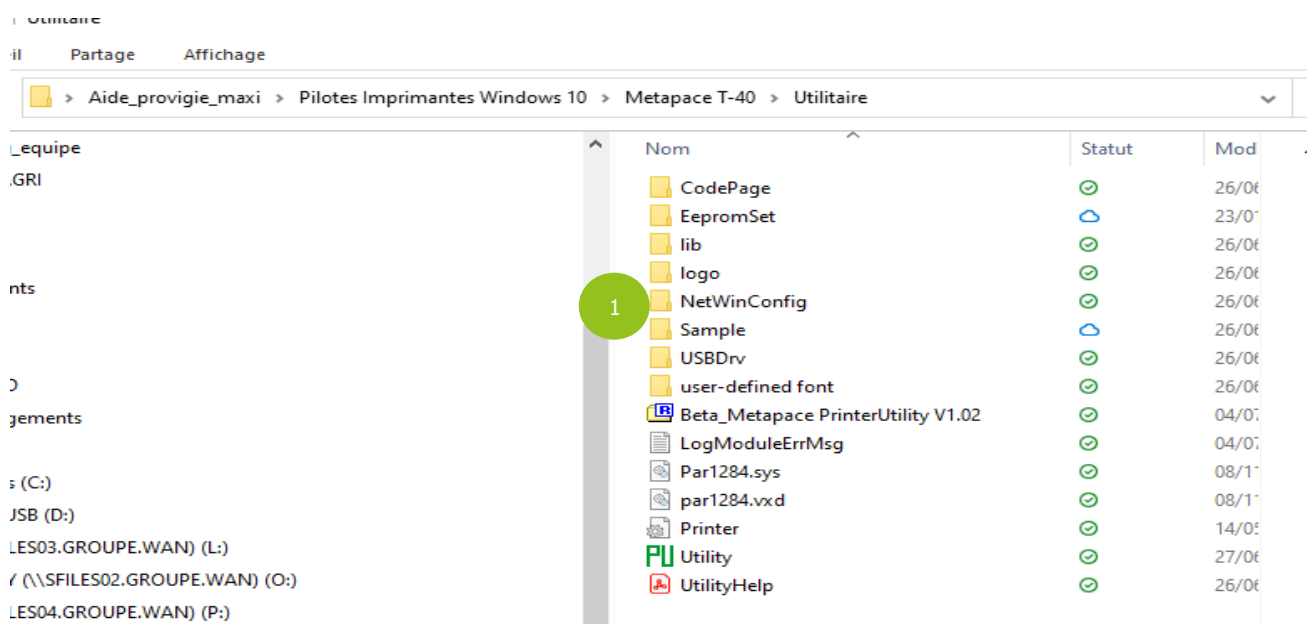 Utilitaire
il Partage Affichage
> Aide_provigie_maxi > Pilotes Imprimantes Windows 10 > Metapace T-40 > Utilitaire
_equipe
.GRI
nts
O
gements
s (C:)
USB (D:)
LES03.GROUPE.WAN) (L:)
Y (\\SFILES02.GROUPE.WAN) (O:)
LES04.GROUPE.WAN) (P:)
1
Nom Statut Mod
CodePage 26/06
EepromSet 23/01
lib 26/06
logo 26/06
NetWinConfig 26/06
Sample 26/06
USBDrv 26/06
user-defined font 26/06
Beta_Metapace PrinterUtility V1.02 04/07
LogModuleErrMsg 04/07
Par1284.sys 08/11
par1284.vxd 08/11
Printer 14/05
PU Utility 27/06
UtilityHelp 26/06